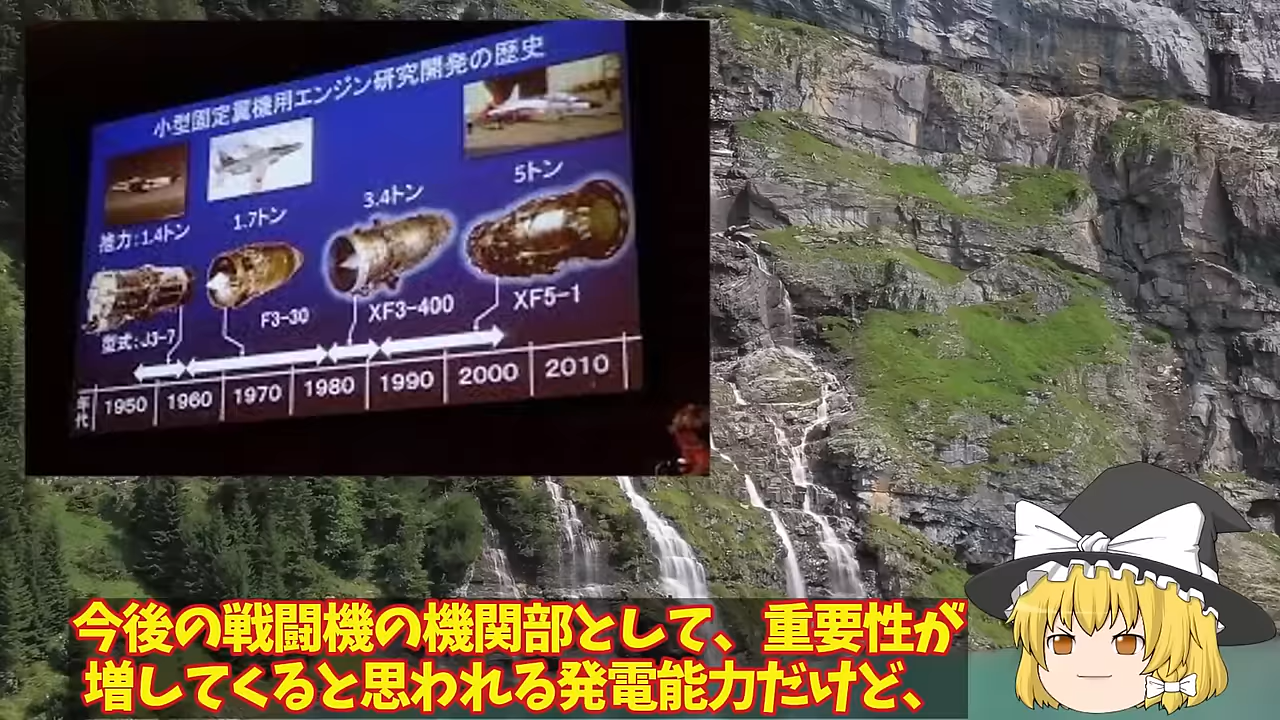 小型固定翼機用エンジン研究開発の歴史
5トン
3.4トン
1.7トン
推力:1.4トン
型式:J3-7
F3-30
XF3-400
XF5-1
年代 1950 1960 1970 1980 1990 2000 2010
今後の戦闘機の機関部として、重要性が
増してくると思われる発電能力だけど、